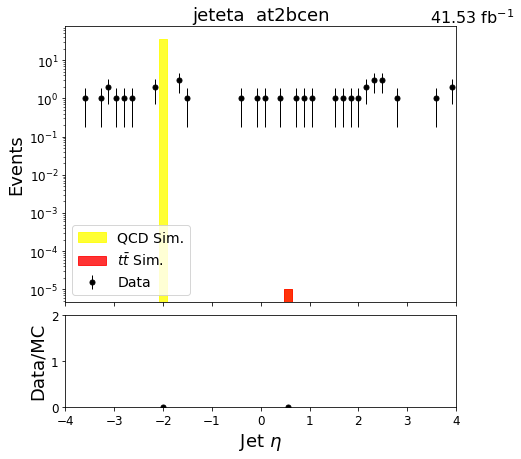 jeteta at2bcen
41.53 fb⁻¹
Events
10¹
10⁰
10⁻¹
10⁻²
10⁻³
10⁻⁴
10⁻⁵
QCD Sim.
tt̄ Sim.
Data
Data/MC
2
1
0
−4 −3 −2 −1 0 1 2 3 4
Jet η